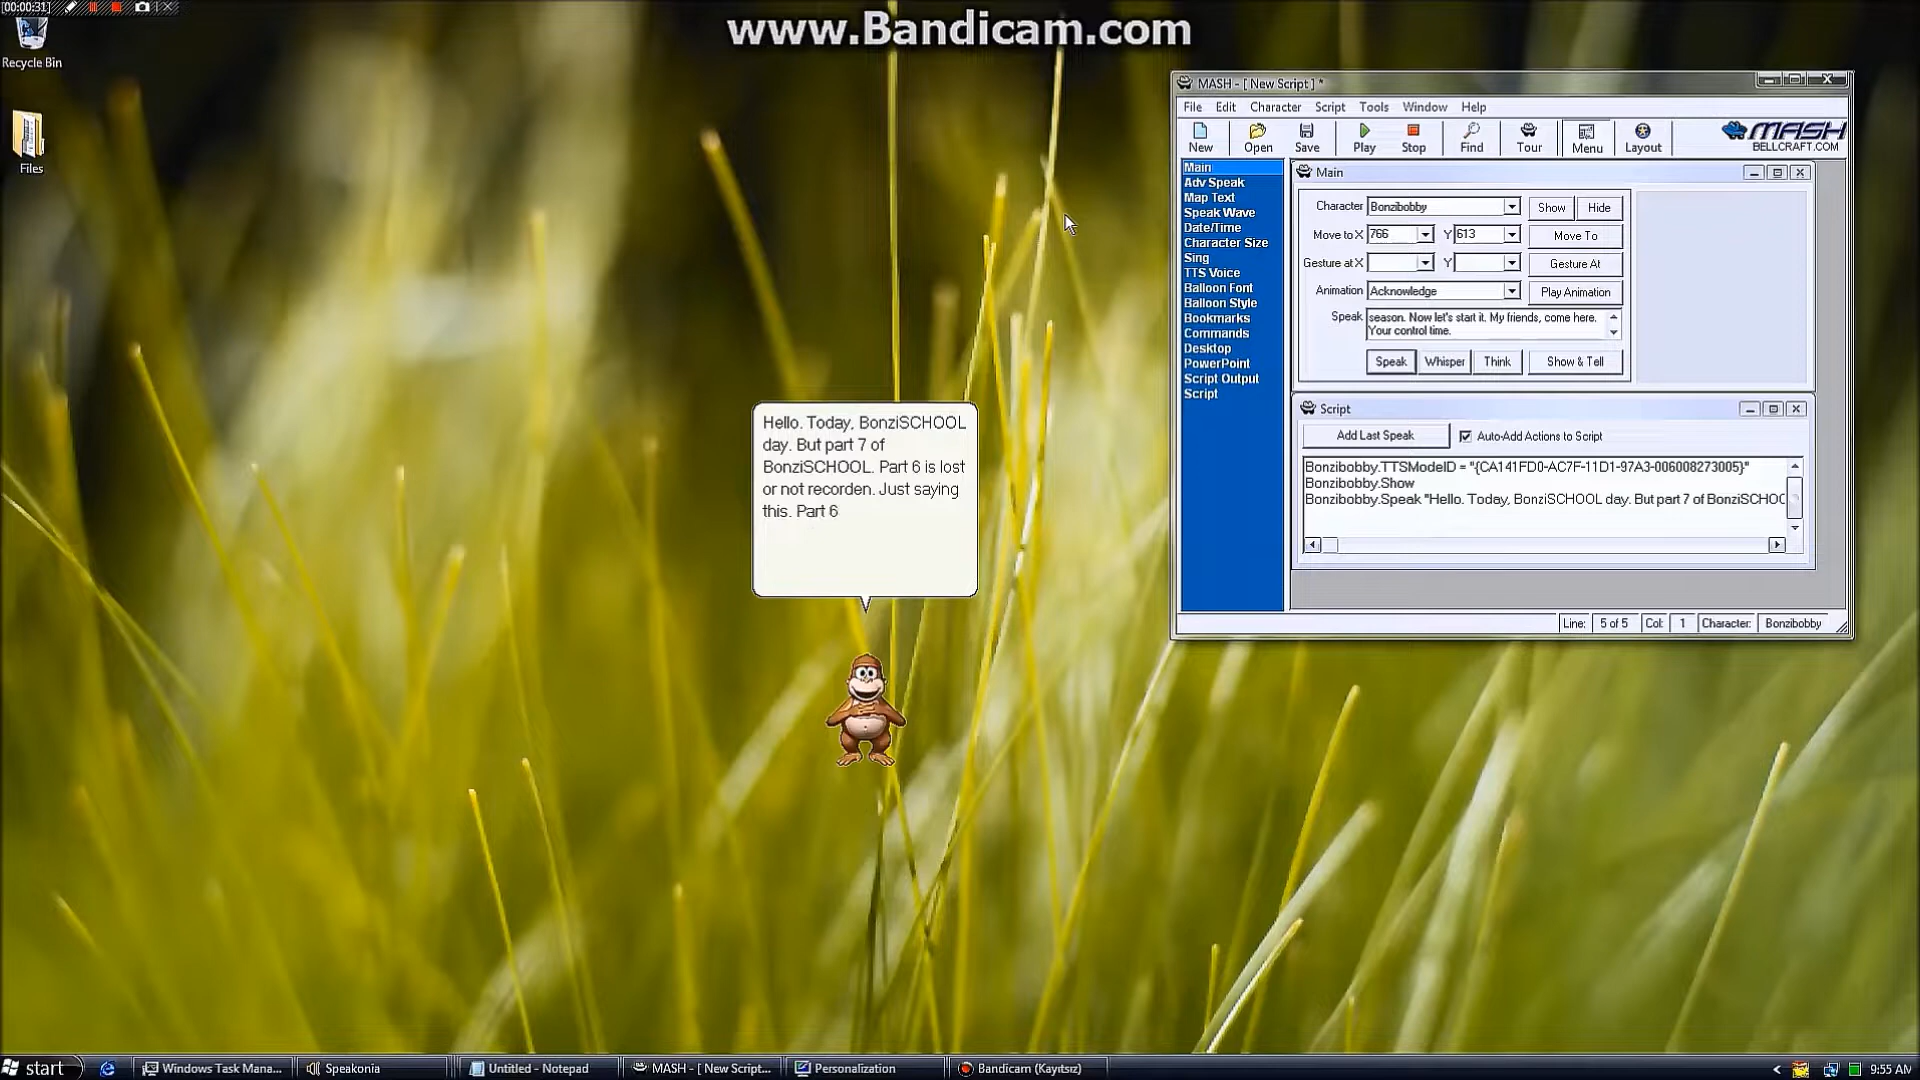 [00:00:31]
www.Bandicam.com
Recycle Bin
Files
MASH - [ New Script ] *
File Edit Character Script Tools Window Help
New Open Save Play Stop Find Tour Menu Layout
MASH
BELLCRAFT.COM
Main
Adv Speak
Map Text
Speak Wave
Date/Time
Character Size
Sing
TTS Voice
Balloon Font
Balloon Style
Bookmarks
Commands
Desktop
PowerPoint
Script Output
Script
Main
Character Bonzibobby Show Hide
Move to X 766 Y 613 Move To
Gesture at X Y Gesture At
Animation Acknowledge Play Animation
Speak season. Now let's start it. My friends, come here.
Your control time.
Speak Whisper Think Show & Tell
Script
Add Last Speak Auto-Add Actions to Script
Bonzibobby.TTSModeID = "{CA141FD0-AC7F-11D1-97A3-006008273005}"
Bonzibobby.Show
Bonzibobby.Speak "Hello. Today, BonziSCHOOL day. But part 7 of BonziSCHOO
Line: 5 of 5 Col: 1 Character: Bonzibobby
Hello. Today, BonziSCHOOL
day. But part 7 of
BonziSCHOOL. Part 6 is lost
or not recorden. Just saying
this. Part 6
start Windows Task Mana... Speakonia Untitled - Notepad MASH - [ New Script... Personalization Bandicam (Kayıtsız) 9:55 AM